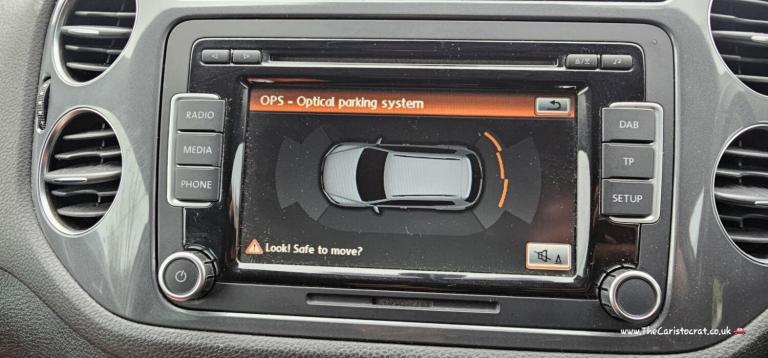 OPS - Optical parking system
RADIO
MEDIA
PHONE
DAB
TP
SETUP
Look! Safe to move?
www.TheCaristocrat.co.uk